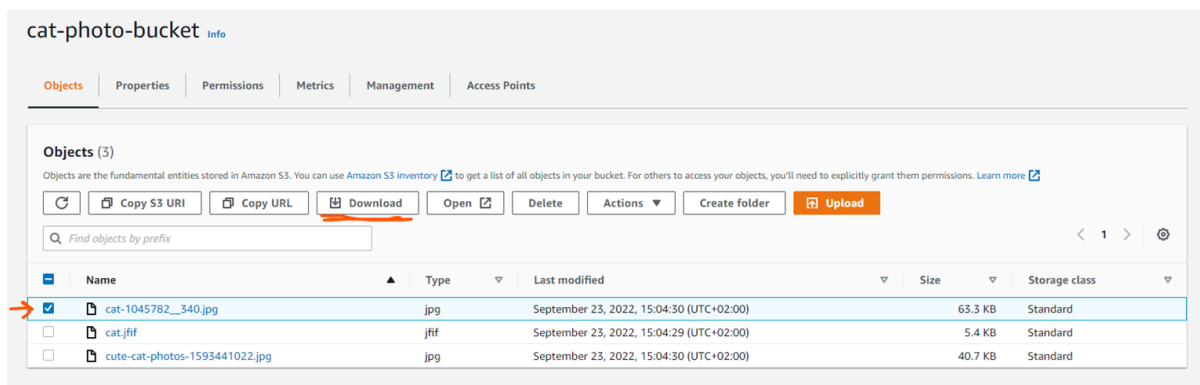 cat-photo-bucket Info
Objects Properties Permissions Metrics Management Access Points
Objects (3)
Objects are the fundamental entities stored in Amazon S3. You can use Amazon S3 inventory to get a list of all objects in your bucket. For others to access your objects, you'll need to explicitly grant them permissions. Learn more
Copy S3 URI Copy URL Download Open Delete Actions Create folder Upload
Find objects by prefix 1
Name Type Last modified Size Storage class
cat-1045782__340.jpg jpg September 23, 2022, 15:04:30 (UTC+02:00) 63.3 KB Standard
cat.jfif jfif September 23, 2022, 15:04:29 (UTC+02:00) 5.4 KB Standard
cute-cat-photos-1593441022.jpg jpg September 23, 2022, 15:04:30 (UTC+02:00) 40.7 KB Standard